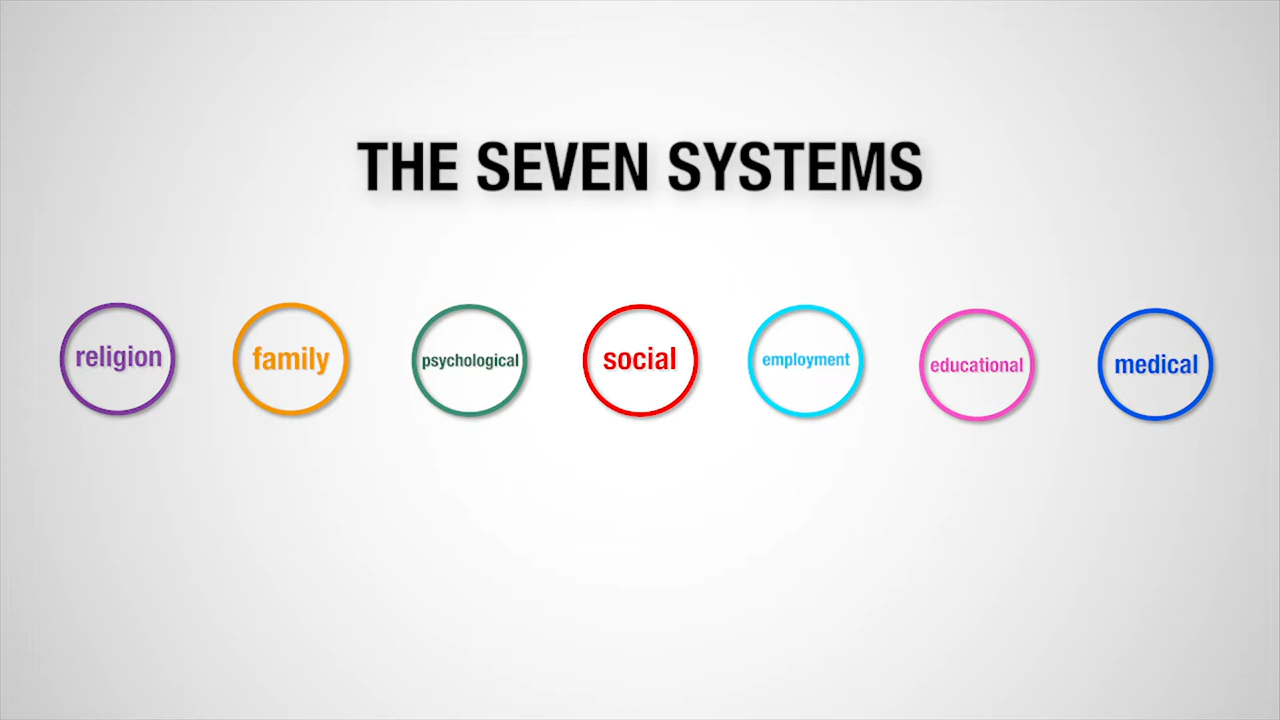 THE SEVEN SYSTEMS
religion
family
psychological
social
employment
educational
medical